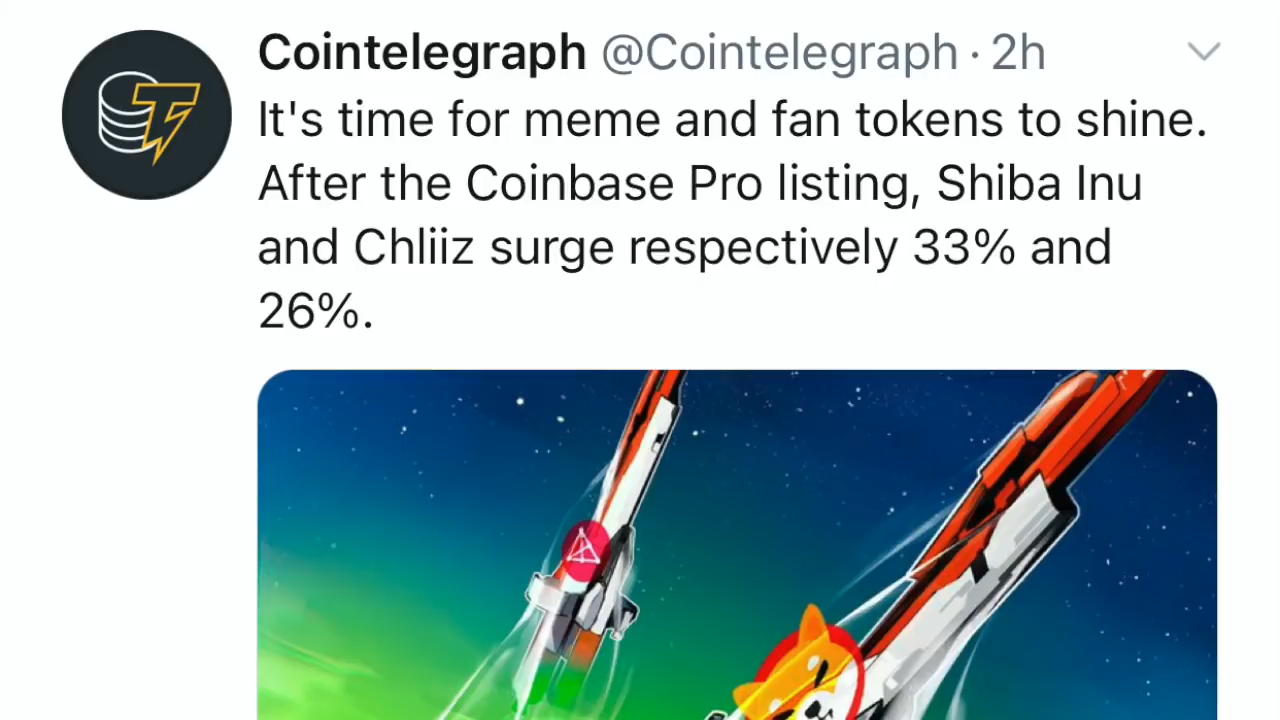 Cointelegraph @Cointelegraph · 2h
It's time for meme and fan tokens to shine.
After the Coinbase Pro listing, Shiba Inu
and Chliiz surge respectively 33% and
26%.